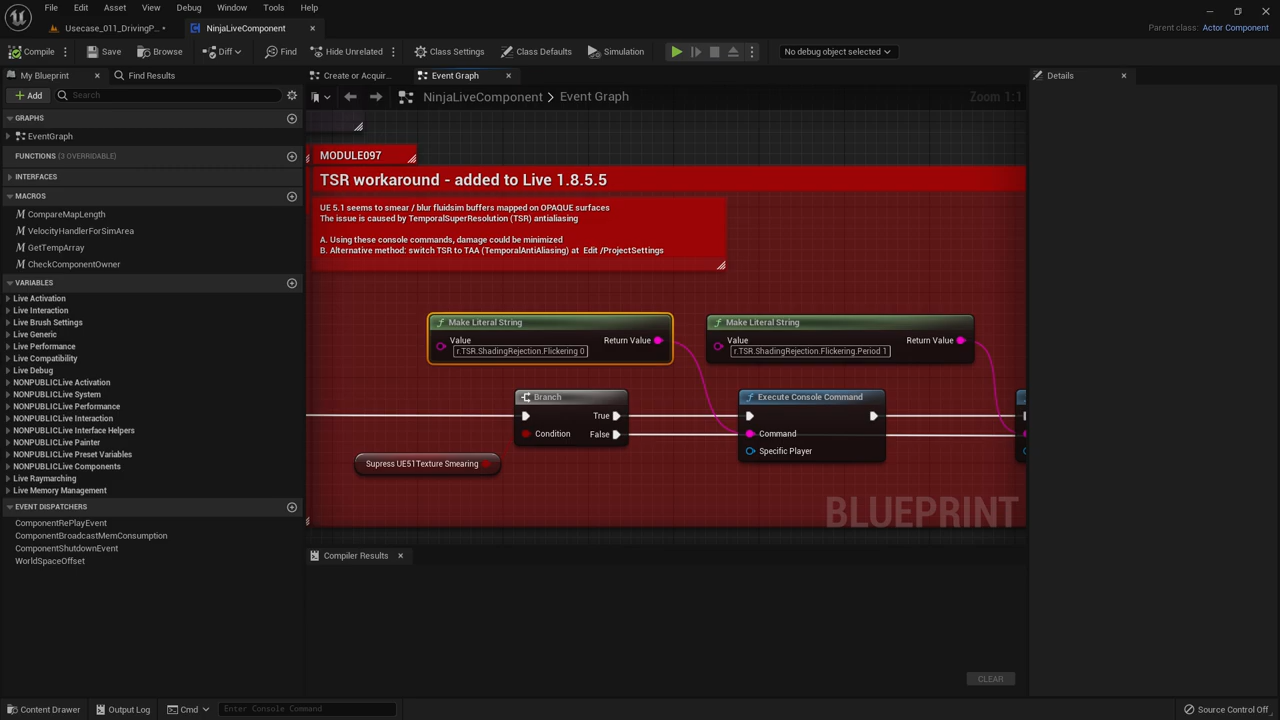 File Edit Asset View Debug Window Tools Help
Usecase_011_DrivingP... •
NinjaLiveComponent
Parent class: Actor Component
Compile Save Browse Diff Find Hide Unrelated Class Settings Class Defaults Simulation No debug object selected
My Blueprint
Find Results
Create or Acquir...
Event Graph
Details
Add
Search
NinjaLiveComponent > Event Graph
Zoom 1:1
GRAPHS
EventGraph
FUNCTIONS (3 OVERRIDABLE)
INTERFACES
MACROS
CompareMapLength
VelocityHandlerForSimArea
GetTempArray
CheckComponentOwner
VARIABLES
Live Activation
Live Interaction
Live Brush Settings
Live Generic
Live Performance
Live Compatibility
Live Debug
NONPUBLICLive Activation
NONPUBLICLive System
NONPUBLICLive Performance
NONPUBLICLive Interaction
NONPUBLICLive Interface Helpers
NONPUBLICLive Painter
NONPUBLICLive Preset Variables
NONPUBLICLive Components
Live Raymarching
Live Memory Management
EVENT DISPATCHERS
ComponentRePlayEvent
ComponentBroadcastMemConsumption
ComponentShutdownEvent
WorldSpaceOffset
MODULE097
TSR workaround - added to Live 1.8.5.5
UE 5.1 seems to smear / blur fluidsim buffers mapped on OPAQUE surfaces
The issue is caused by TemporalSuperResolution (TSR) antialiasing
A. Using these console commands, damage could be minimized
B. Alternative method: switch TSR to TAA (TemporalAntiAliasing) at Edit /ProjectSettings
Make Literal String
Value
Return Value
r.TSR.ShadingRejection.Flickering 0
Make Literal String
Value
Return Value
r.TSR.ShadingRejection.Flickering.Period 1
Branch
True
Condition
False
Execute Console Command
Command
Specific Player
Supress UE51Texture Smearing
BLUEPRINT
Compiler Results
CLEAR
Content Drawer
Output Log
Cmd
Enter Console Command
Source Control Off